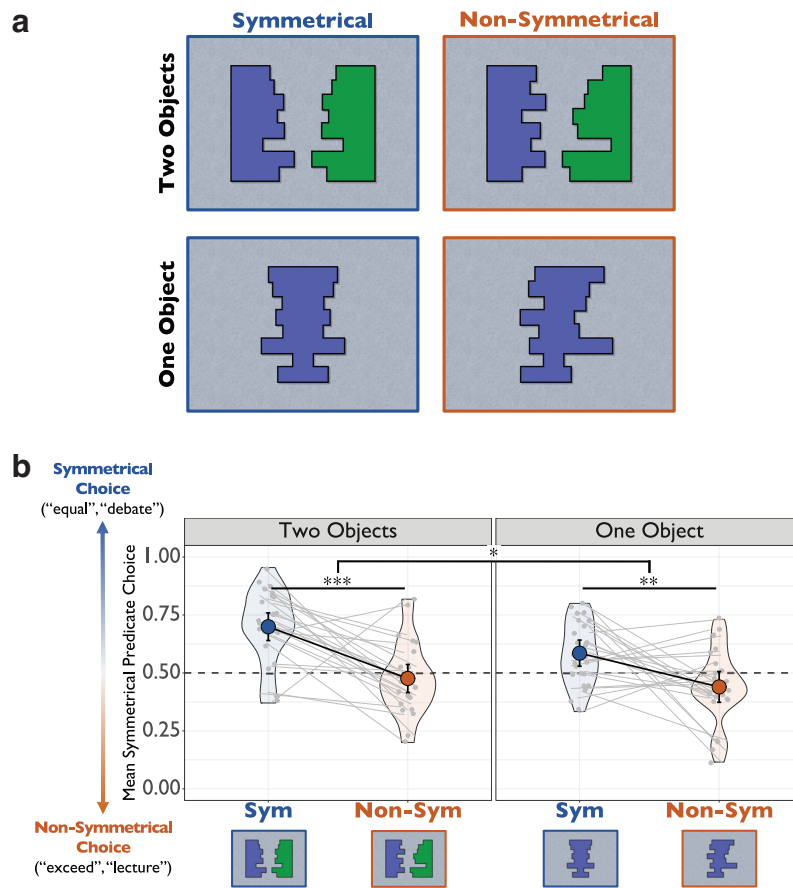 a
Symmetrical
Non-Symmetrical
Two Objects
One Object
b
Symmetrical
Choice
(“equal”, “debate”)
Two Objects
One Object
Mean Symmetrical Predicate Choice
1.00
0.75
0.50
0.25
0.00
*
***
**
Non-Symmetrical
Choice
(“exceed”, “lecture”)
Sym
Non-Sym
Sym
Non-Sym